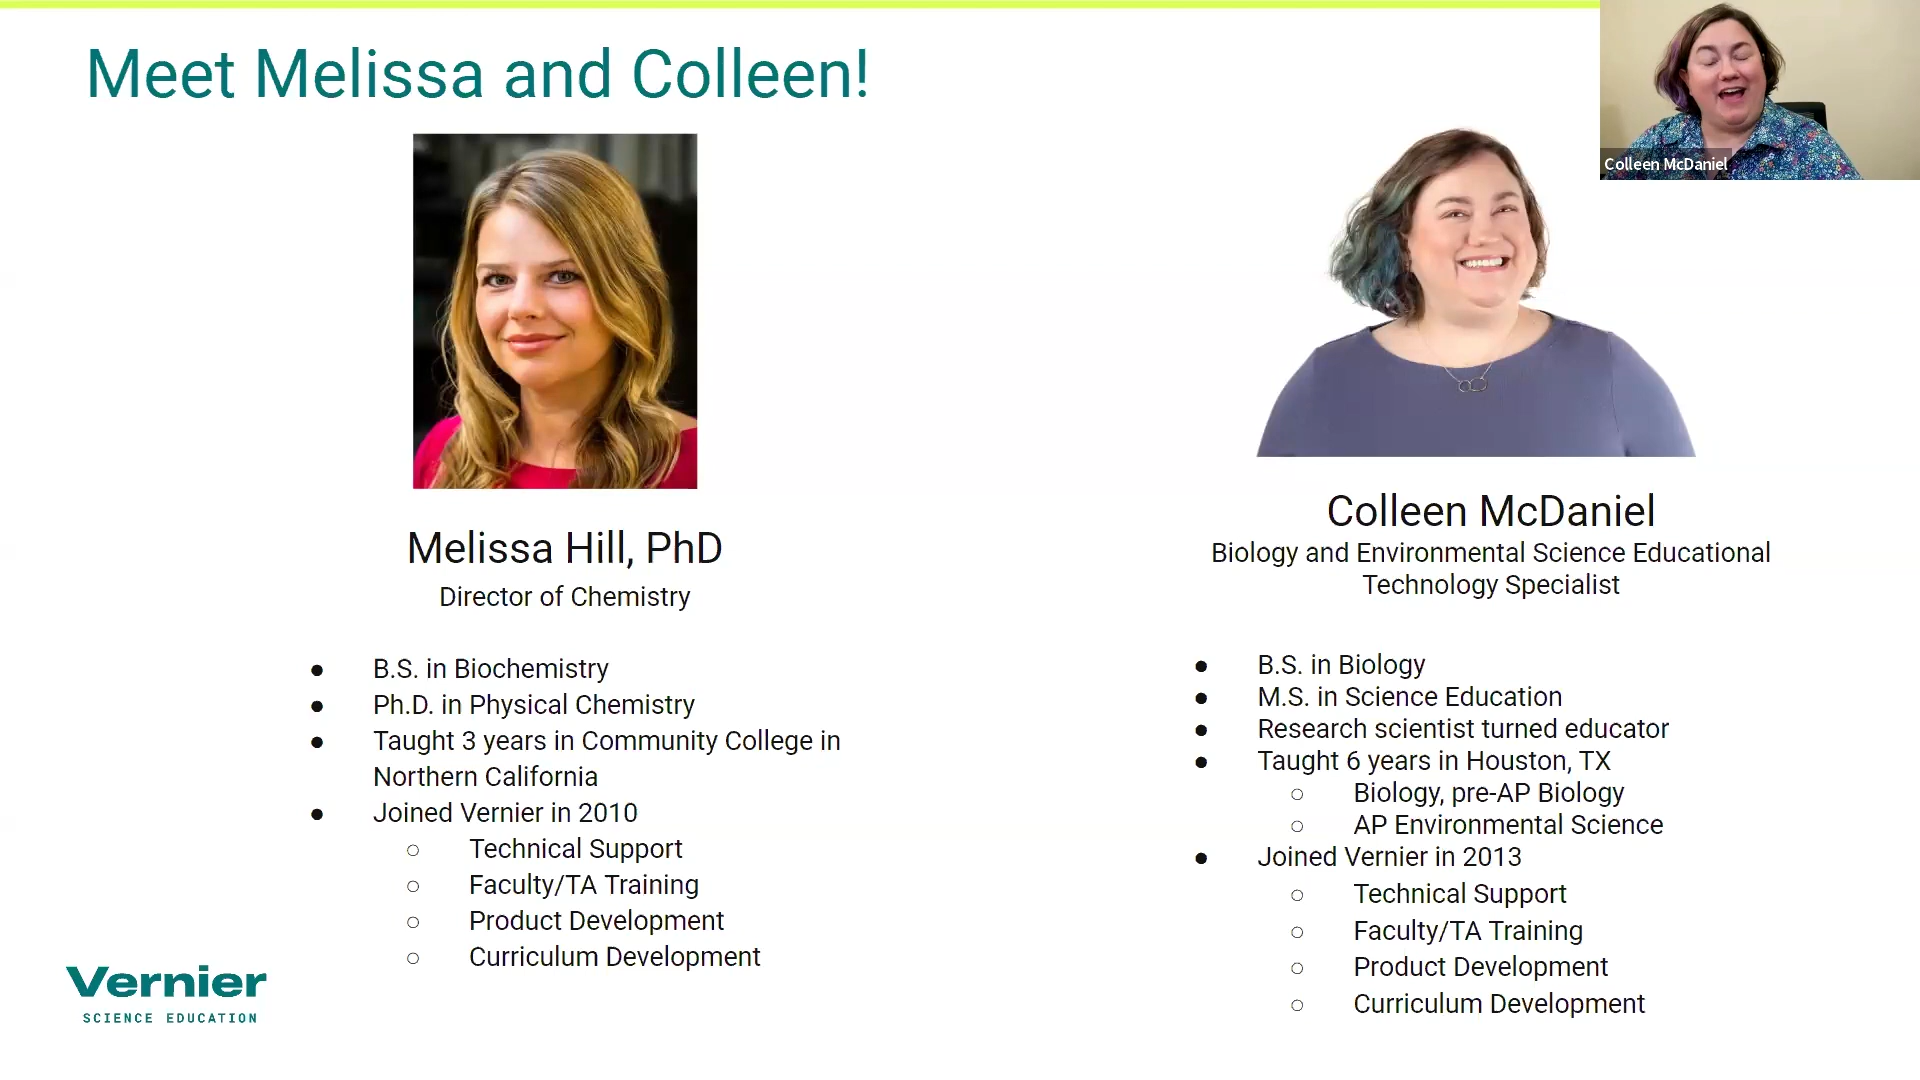 Meet Melissa and Colleen!
Colleen McDaniel
Melissa Hill, PhD
Director of Chemistry
● B.S. in Biochemistry
● Ph.D. in Physical Chemistry
● Taught 3 years in Community College in
Northern California
● Joined Vernier in 2010
○ Technical Support
○ Faculty/TA Training
○ Product Development
○ Curriculum Development
Colleen McDaniel
Biology and Environmental Science Educational
Technology Specialist
● B.S. in Biology
● M.S. in Science Education
● Research scientist turned educator
● Taught 6 years in Houston, TX
○ Biology, pre-AP Biology
○ AP Environmental Science
● Joined Vernier in 2013
○ Technical Support
○ Faculty/TA Training
○ Product Development
○ Curriculum Development
Vernier
SCIENCE EDUCATION